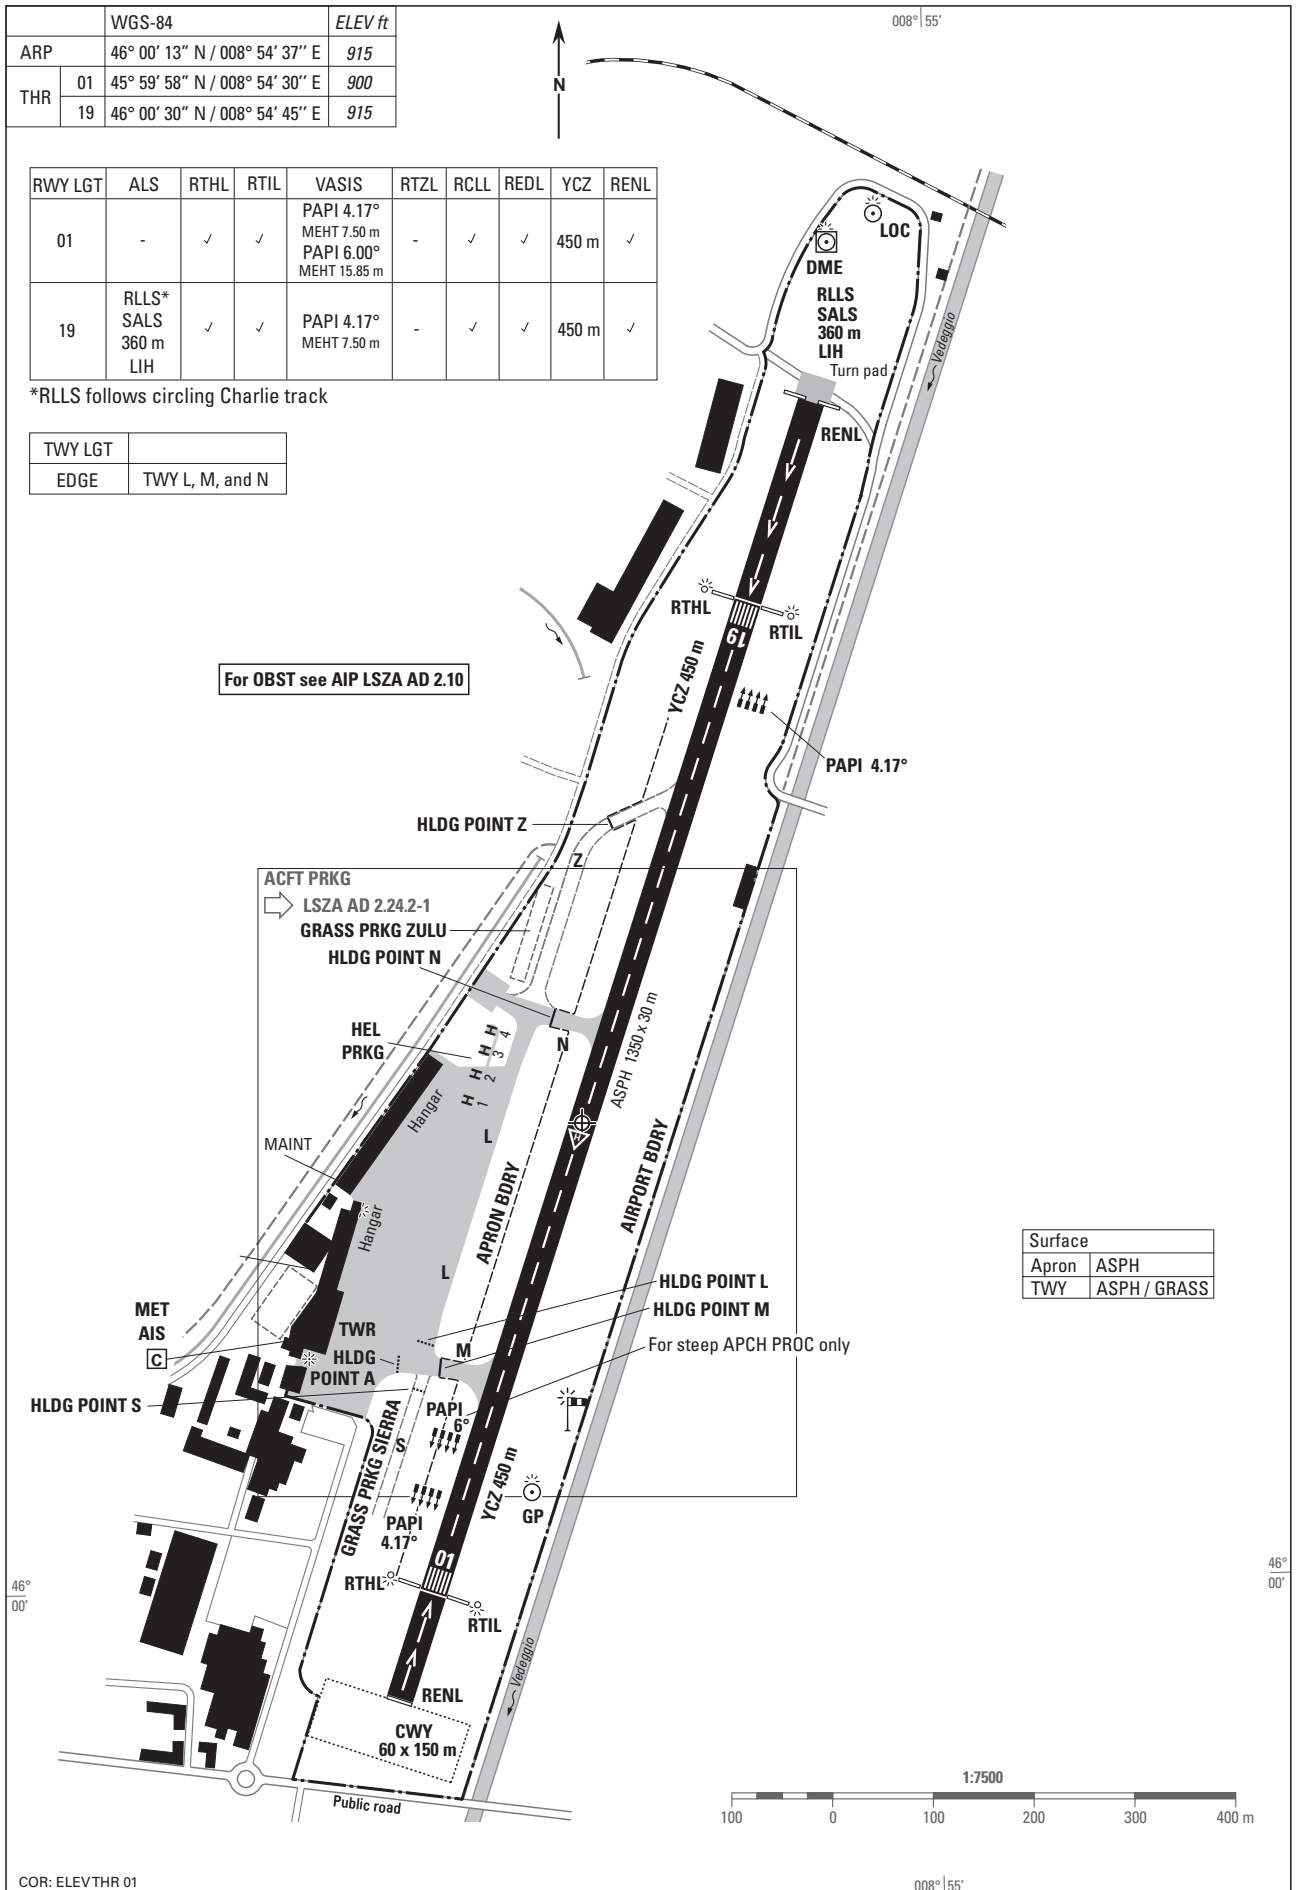 WGS-84 ELEV ft
008° 55′
ARP 46° 00′ 13″ N / 008° 54′ 37′′ E 915
THR 01 45° 59′ 58″ N / 008° 54′ 30′′ E 900
19 46° 00′ 30″ N / 008° 54′ 45′′ E 915
N
RWY LGT ALS RTHL RTIL VASIS RTZL RCLL REDL YCZ RENL
01 - ✓ ✓ PAPI 4.17° - ✓ ✓ 450 m ✓
MEHT 7.50 m
PAPI 6.00°
MEHT 15.85 m
19 RLLS* ✓ ✓ PAPI 4.17° - ✓ ✓ 450 m ✓
SALS MEHT 7.50 m
360 m
LIH
*RLLS follows circling Charlie track
TWY LGT
EDGE TWY L, M, and N
LOC
DME
RLLS
SALS
360 m
LIH
Turn pad
Vedeggio
RENL
RTHL
RTIL
19
YCZ 450 m
For OBST see AIP LSZA AD 2.10
PAPI 4.17°
HLDG POINT Z
Z
ACFT PRKG
LSZA AD 2.24.2-1
GRASS PRKG ZULU
HLDG POINT N
HEL
PRKG
H 4
H 3
H 2
H 1
N
ASPH 1350 x 30 m
Hangar
MAINT
L
Hangar
APRON BDRY
AIRPORT BDRY
L
Surface
Apron ASPH
TWY ASPH / GRASS
HLDG POINT L
HLDG POINT M
For steep APCH PROC only
MET
AIS
C
TWR
HLDG
POINT A
M
HLDG POINT S
PAPI
6°
S
GRASS PRKG SIERRA
YCZ 450 m
GP
PAPI
4.17°
01
RTHL
RTIL
46°
00′
46°
00′
Vedeggio
RENL
CWY
60 x 150 m
Public road
1:7500
100 0 100 200 300 400 m
COR: ELEV THR 01
008° 55′